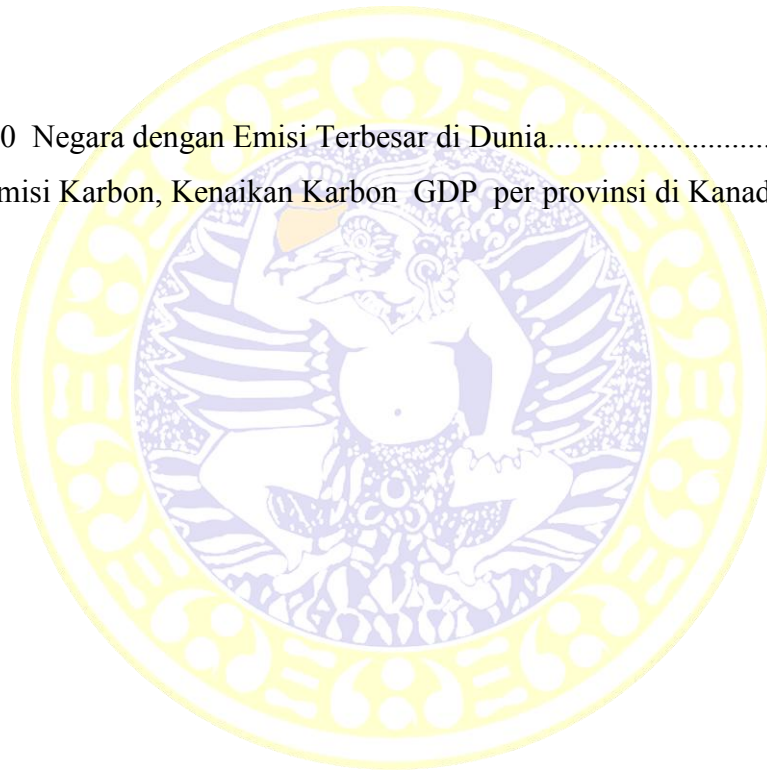 0 Negara dengan Emisi Terbesar di Dunia............................
misi Karbon, Kenaikan Karbon GDP per provinsi di Kanad